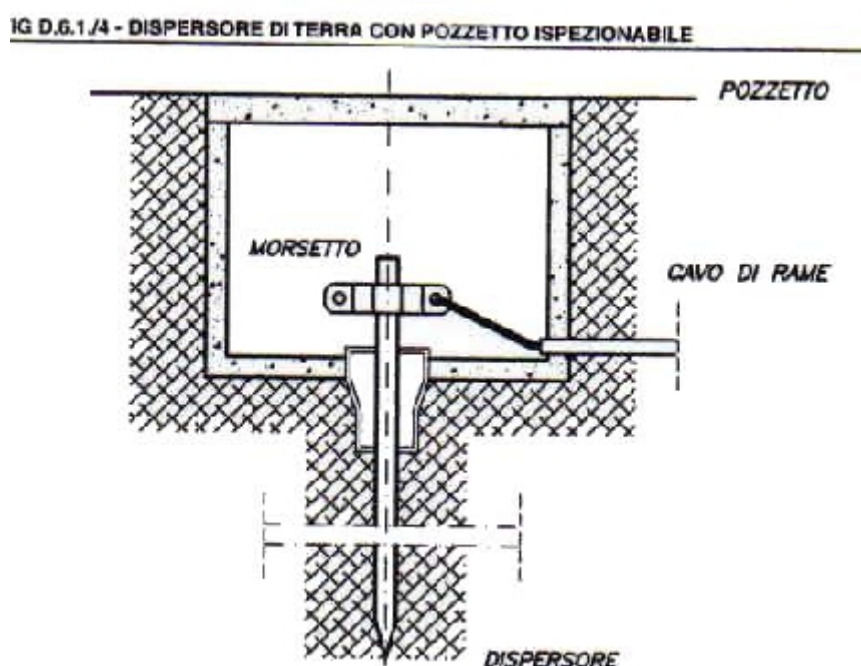 IG D.6.1./4 - DISPERSORE DI TERRA CON POZZETTO ISPEZIONABILE
POZZETTO
MORSETTO
CAVO DI RAME
DISPERSORE